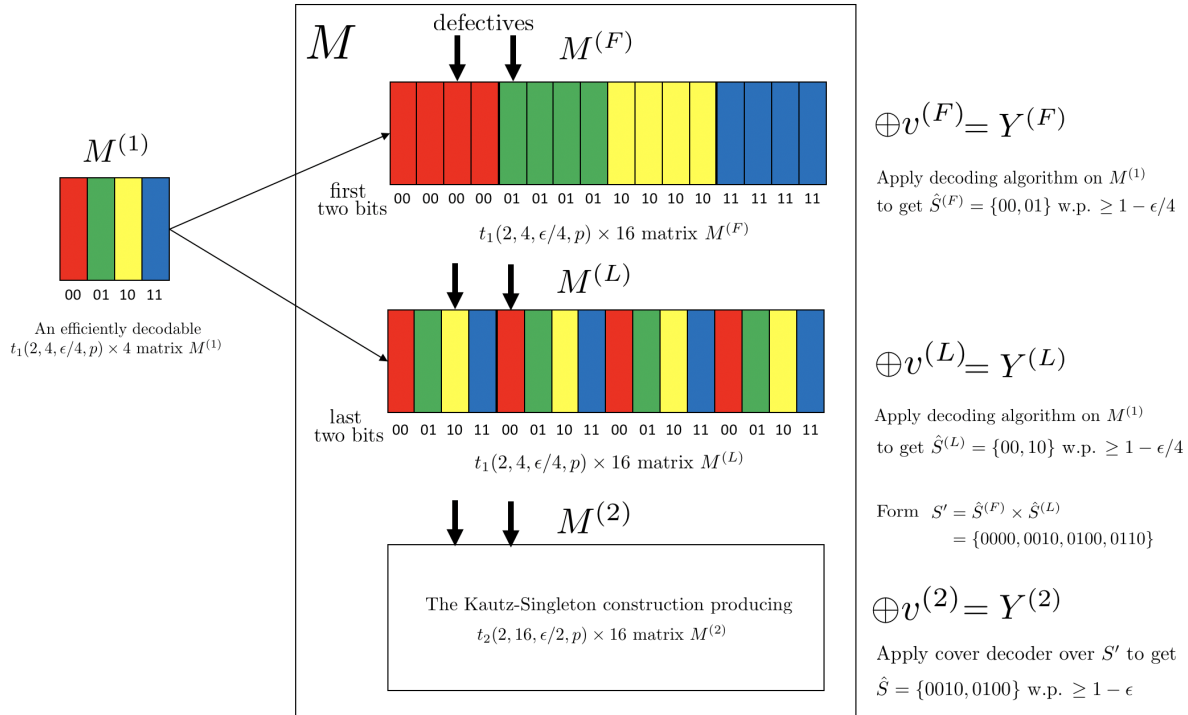 defectives
M
M^{(F)}
M^{(1)}
00 01 10 11
An efficiently decodable
t_1(2, 4, ϵ/4, p) × 4 matrix M^{(1)}
first
two bits
00 00 00 00 01 01 01 01 10 10 10 10 11 11 11 11
t_1(2, 4, ϵ/4, p) × 16 matrix M^{(F)}
⊕v^{(F)} = Y^{(F)}
Apply decoding algorithm on M^{(1)}
to get Ŝ^{(F)} = {00, 01} w.p. ≥ 1 − ϵ/4
M^{(L)}
last
two bits
00 01 10 11 00 01 10 11 00 01 10 11 00 01 10 11
t_1(2, 4, ϵ/4, p) × 16 matrix M^{(L)}
⊕v^{(L)} = Y^{(L)}
Apply decoding algorithm on M^{(1)}
to get Ŝ^{(L)} = {00, 10} w.p. ≥ 1 − ϵ/4
Form S′ = Ŝ^{(F)} × Ŝ^{(L)}
= {0000, 0010, 0100, 0110}
M^{(2)}
The Kautz-Singleton construction producing
t_2(2, 16, ϵ/2, p) × 16 matrix M^{(2)}
⊕v^{(2)} = Y^{(2)}
Apply cover decoder over S′ to get
Ŝ = {0010, 0100} w.p. ≥ 1 − ϵ